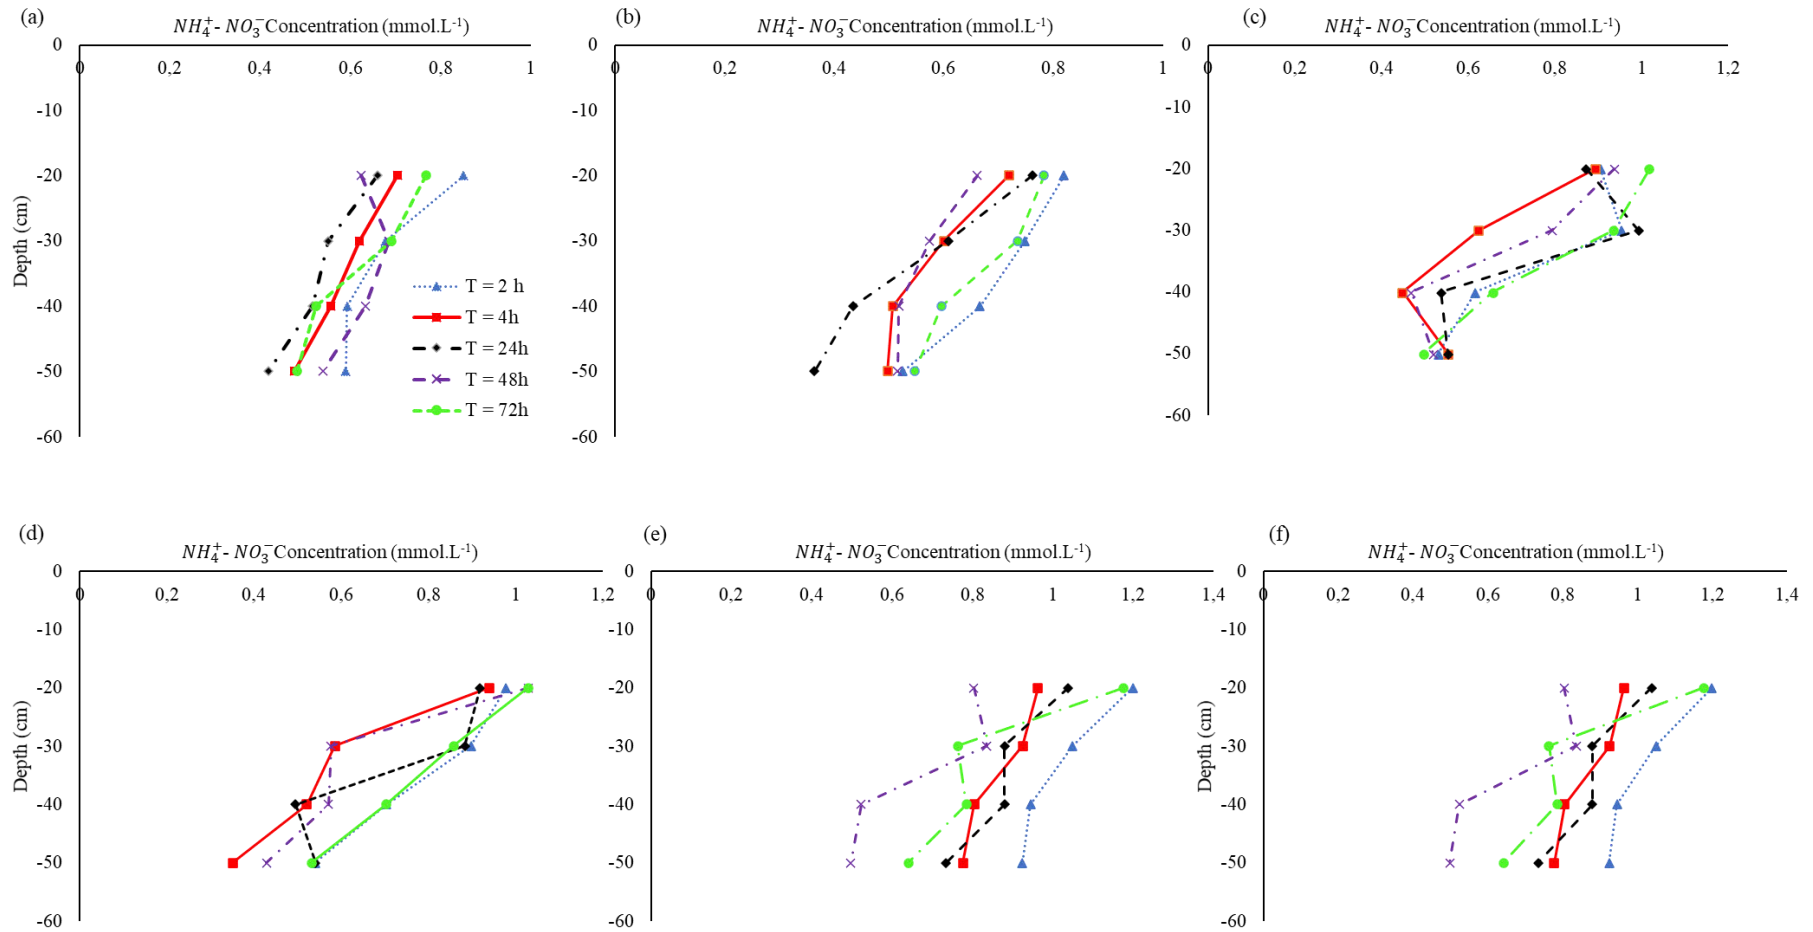 (a)
NH₄⁺- NO₃⁻Concentration (mmol.L⁻¹)
0
0 0,2 0,4 0,6 0,8 1
-10
-20
-30
-40
-50
-60
Depth (cm)
T = 2 h
T = 4h
T = 24h
T = 48h
T = 72h
(b)
NH₄⁺- NO₃⁻Concentration (mmol.L⁻¹)
0
0 0,2 0,4 0,6 0,8 1
-10
-20
-30
-40
-50
-60
(c)
NH₄⁺- NO₃⁻Concentration (mmol.L⁻¹)
0
0 0,2 0,4 0,6 0,8 1 1,2
-10
-20
-30
-40
-50
-60
(d)
NH₄⁺- NO₃⁻Concentration (mmol.L⁻¹)
0
0 0,2 0,4 0,6 0,8 1 1,2
-10
-20
-30
-40
-50
-60
Depth (cm)
(e)
NH₄⁺- NO₃⁻Concentration (mmol.L⁻¹)
0
0 0,2 0,4 0,6 0,8 1 1,2 1,4
-10
-20
-30
-40
-50
-60
(f)
NH₄⁺- NO₃⁻Concentration (mmol.L⁻¹)
0
0 0,2 0,4 0,6 0,8 1 1,2 1,4
-10
-20
-30
-40
-50
-60
Depth (cm)